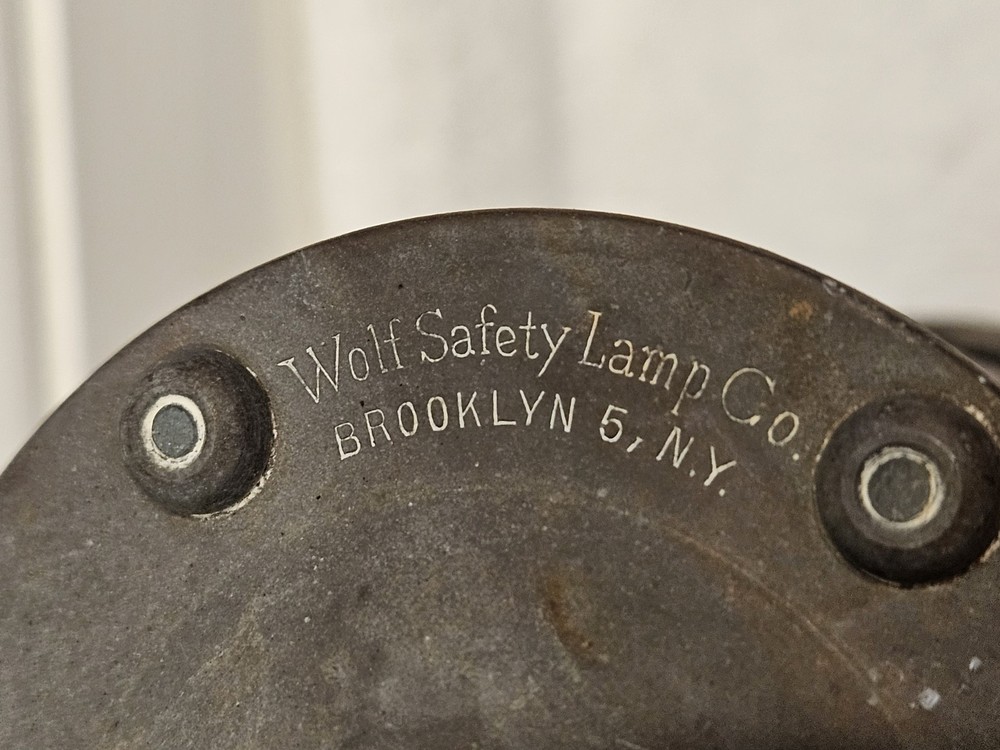 Wolf Safety Lamp Co.
BROOKLYN 5, N.Y.